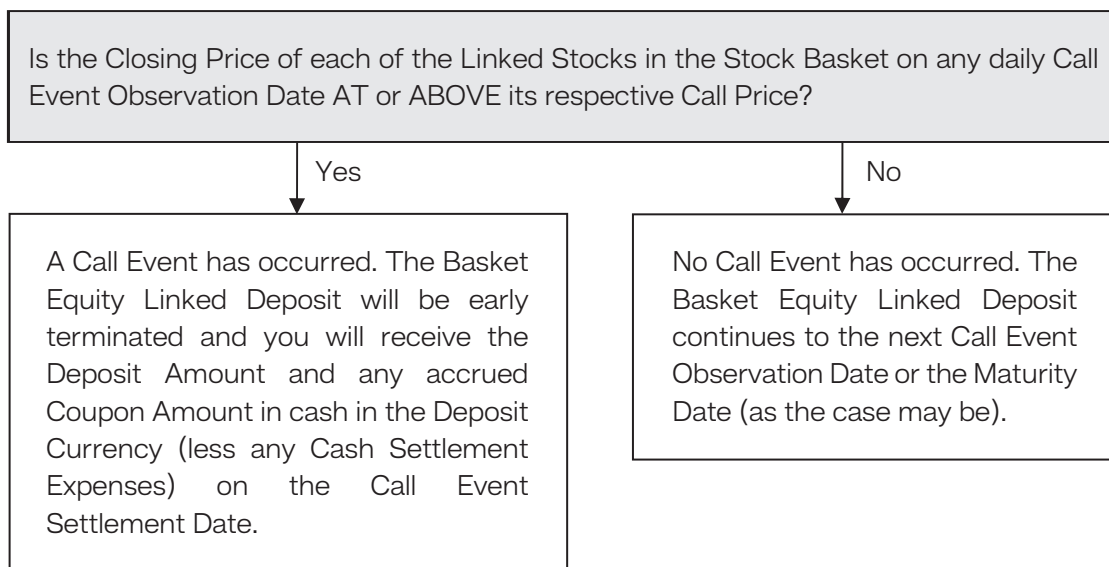 Is the Closing Price of each of the Linked Stocks in the Stock Basket on any daily Call
Event Observation Date AT or ABOVE its respective Call Price?
Yes
No
A Call Event has occurred. The Basket
Equity Linked Deposit will be early
terminated and you will receive the
Deposit Amount and any accrued
Coupon Amount in cash in the Deposit
Currency (less any Cash Settlement
Expenses) on the Call Event
Settlement Date.
No Call Event has occurred. The
Basket Equity Linked Deposit
continues to the next Call Event
Observation Date or the Maturity
Date (as the case may be).